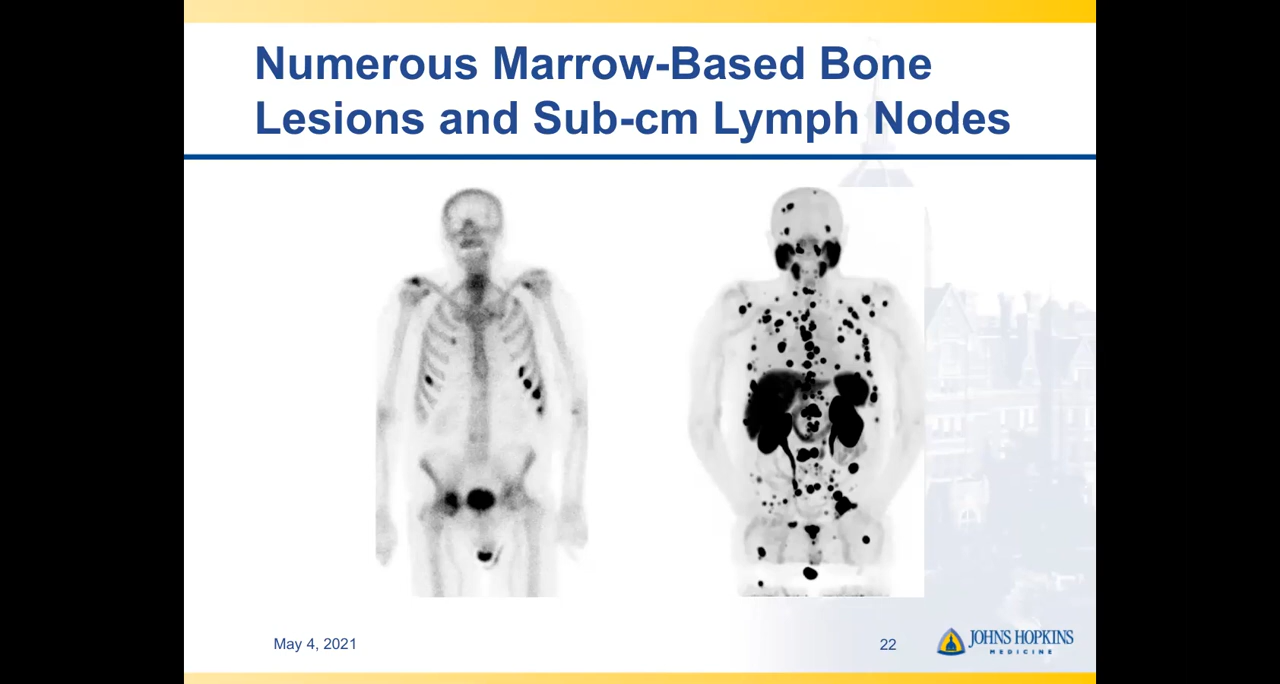 Numerous Marrow-Based Bone
Lesions and Sub-cm Lymph Nodes
May 4, 2021
22
JOHNS HOPKINS
MEDICINE